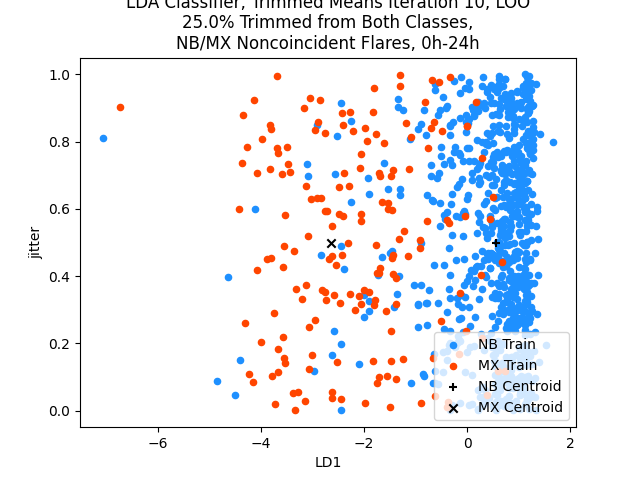 LDA Classifier, Trimmed Means Iteration 10, LOO
25.0% Trimmed from Both Classes,
NB/MX Noncoincident Flares, 0h-24h
1.0
0.8
0.6
0.4
0.2
0.0
jitter
−6
−4
−2
0
2
LD1
NB Train
MX Train
NB Centroid
MX Centroid